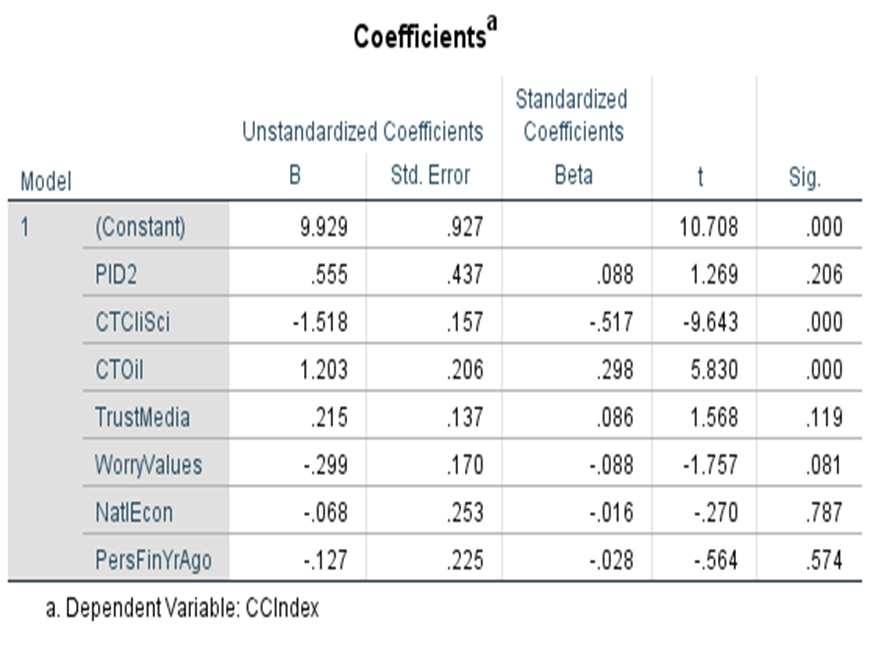 Coefficientsᵃ
Unstandardized Coefficients Standardized Coefficients
Model B Std. Error Beta t Sig.
1 (Constant) 9.929 .927 10.708 .000
PID2 .555 .437 .088 1.269 .206
CTCliSci -1.518 .157 -.517 -9.643 .000
CTOil 1.203 .206 .298 5.830 .000
TrustMedia .215 .137 .086 1.568 .119
WorryValues -.299 .170 -.088 -1.757 .081
NatlEcon -.068 .253 -.016 -.270 .787
PersFinYrAgo -.127 .225 -.028 -.564 .574
a. Dependent Variable: CCIndex